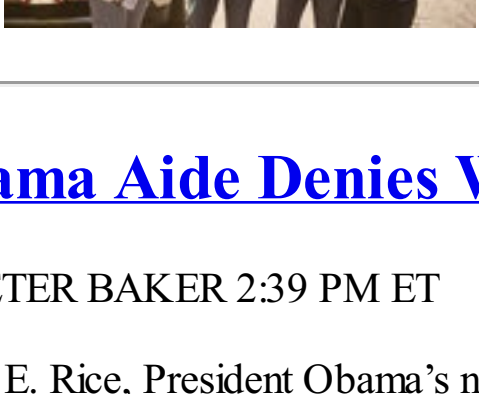 ama Aide Denies
ETER BAKER 2:39 PM ET
E. Rice, President Obama's n